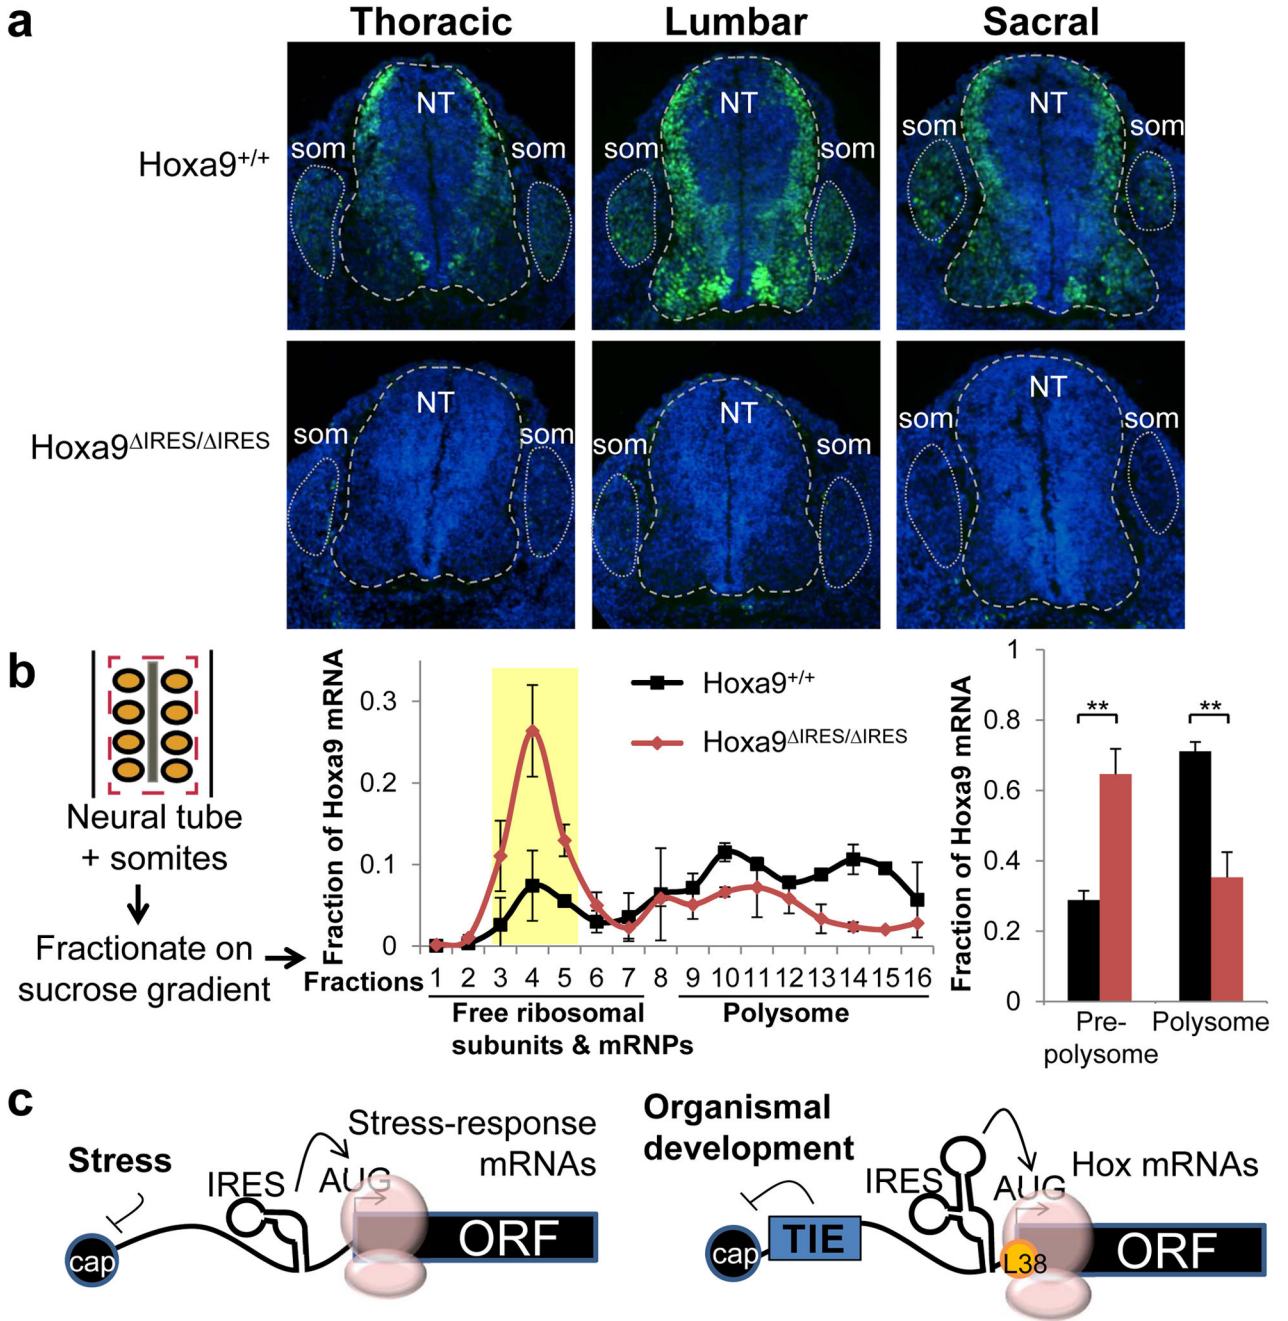 a
Thoracic
Lumbar
Sacral
Hoxa9+/+
NT
som
som
NT
som
som
NT
som
som
Hoxa9ΔIRES/ΔIRES
NT
som
som
NT
som
som
NT
som
som
b
Neural tube
+ somites
Fractionate on
sucrose gradient
Fraction of Hoxa9 mRNA
0.3
0.2
0.1
0
Hoxa9+/+
Hoxa9ΔIRES/ΔIRES
Fractions 1 2 3 4 5 6 7 8 9 10 11 12 13 14 15 16
Free ribosomal
subunits & mRNPs
Polysome
Fraction of Hoxa9 mRNA
1
0.8
0.6
0.4
0.2
0
**
**
Pre-
polysome
Polysome
c
Stress
cap
IRES
AUG
Stress-response
mRNAs
ORF
Organismal
development
cap
TIE
IRES
AUG
Hox mRNAs
L38
ORF